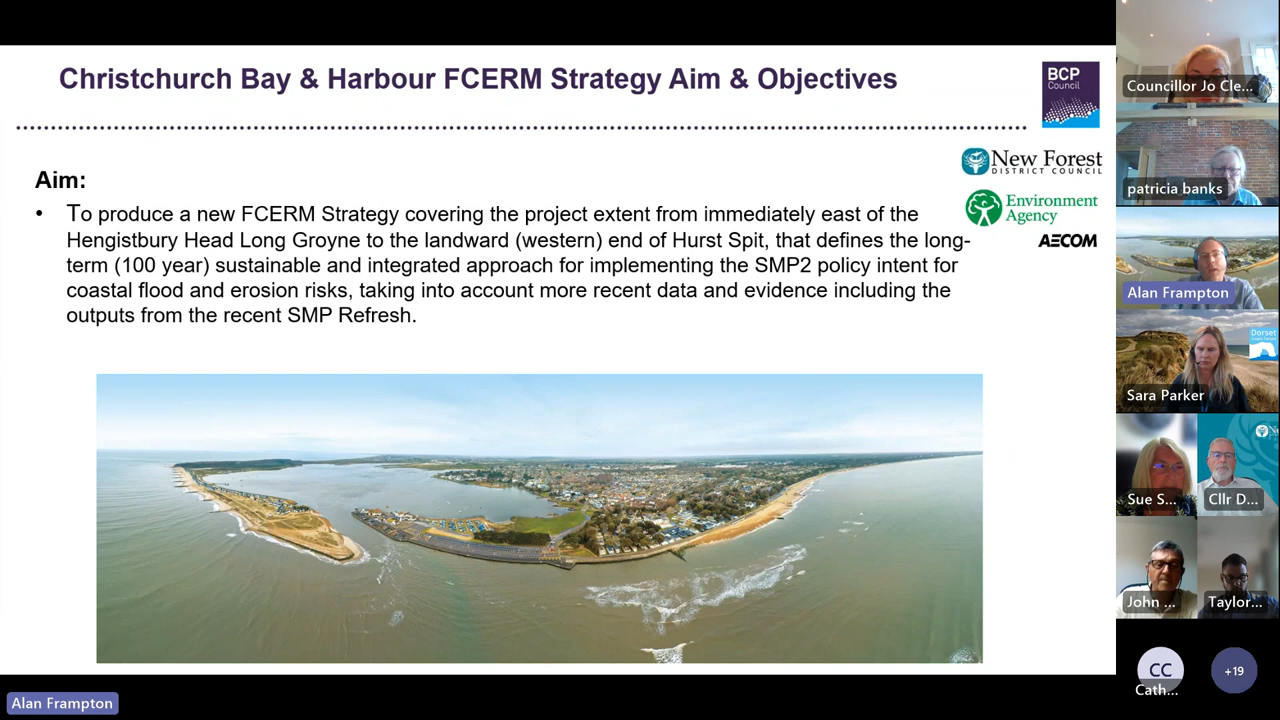 Christchurch Bay & Harbour FCERM Strategy Aim & Objectives
BCP
Council
New Forest
DISTRICT COUNCIL
Environment
Agency
AECOM
Aim:
• To produce a new FCERM Strategy covering the project extent from immediately east of the
Hengistbury Head Long Groyne to the landward (western) end of Hurst Spit, that defines the long-
term (100 year) sustainable and integrated approach for implementing the SMP2 policy intent for
coastal flood and erosion risks, taking into account more recent data and evidence including the
outputs from the recent SMP Refresh.
Councillor Jo Cle...
patricia banks
Alan Frampton
Dorset
Sara Parker
Sue S...
Cllr D...
John ...
Taylor...
CC
Cath...
+19
Alan Frampton